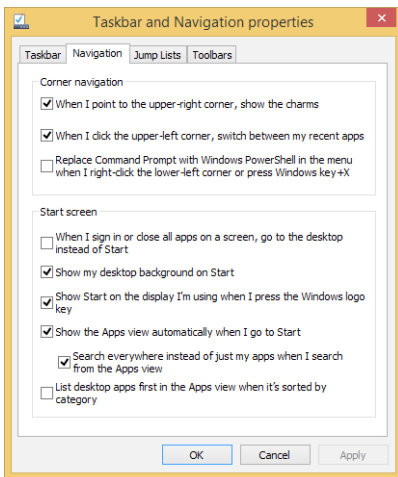 Taskbar and Navigation properties
Taskbar Navigation Jump Lists Toolbars
Corner navigation
When I point to the upper-right corner, show the charms
When I click the upper-left corner, switch between my recent apps
Replace Command Prompt with Windows PowerShell in the menu
when I right-click the lower-left corner or press Windows key+X
Start screen
When I sign in or close all apps on a screen, go to the desktop
instead of Start
Show my desktop background on Start
Show Start on the display I'm using when I press the Windows logo
key
Show the Apps view automatically when I go to Start
Search everywhere instead of just my apps when I search
from the Apps view
List desktop apps first in the Apps view when it's sorted by
category
OK Cancel Apply